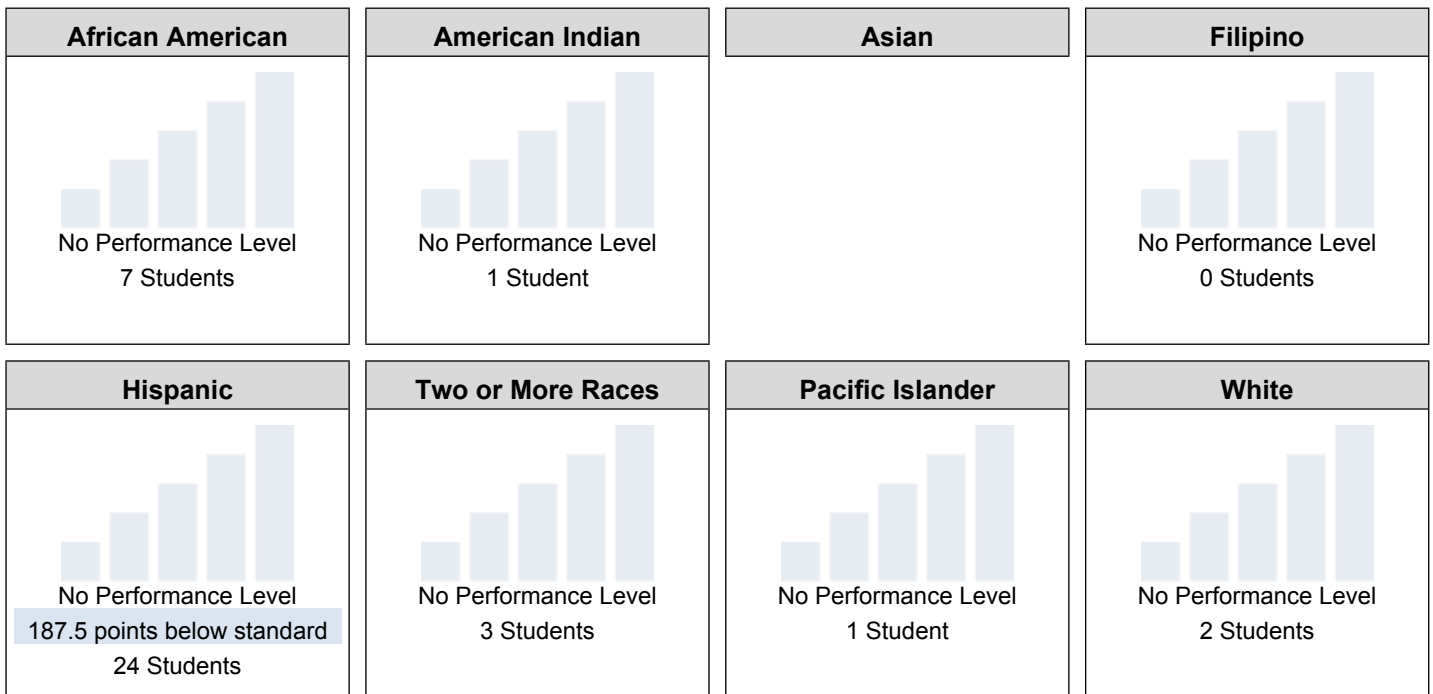 African American
No Performance Level
7 Students
American Indian
No Performance Level
1 Student
Asian
Filipino
No Performance Level
0 Students
Hispanic
No Performance Level
187.5 points below standard
24 Students
Two or More Races
No Performance Level
3 Students
Pacific Islander
No Performance Level
1 Student
White
No Performance Level
2 Students